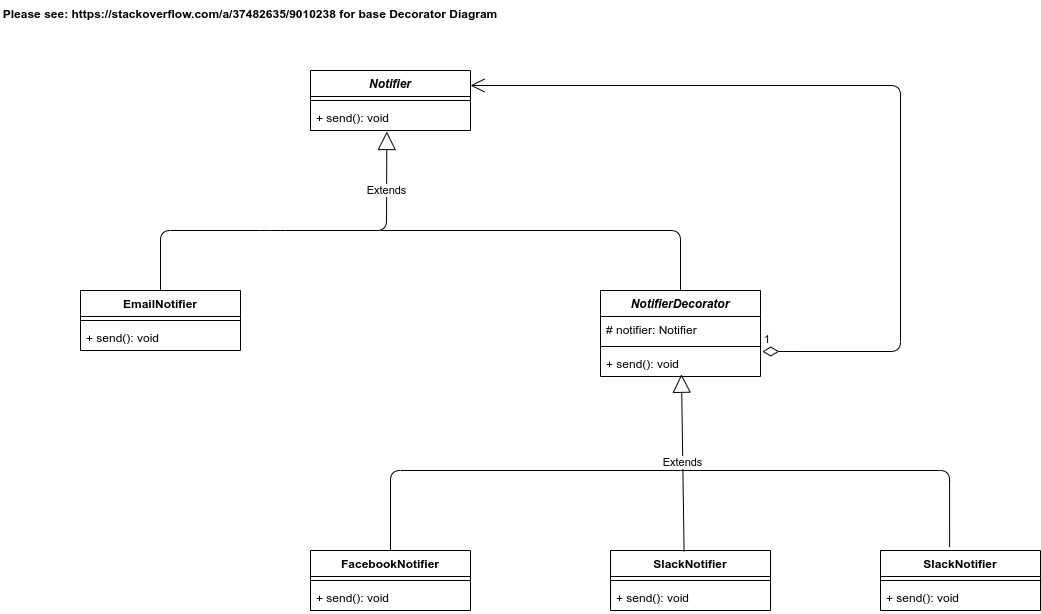 Please see: https://stackoverflow.com/a/37482635/9010238 for base Decorator Diagram
Notifier
+ send(): void
Extends
EmailNotifier
+ send(): void
NotifierDecorator
# notifier: Notifier
1
+ send(): void
Extends
FacebookNotifier
+ send(): void
SlackNotifier
+ send(): void
SlackNotifier
+ send(): void